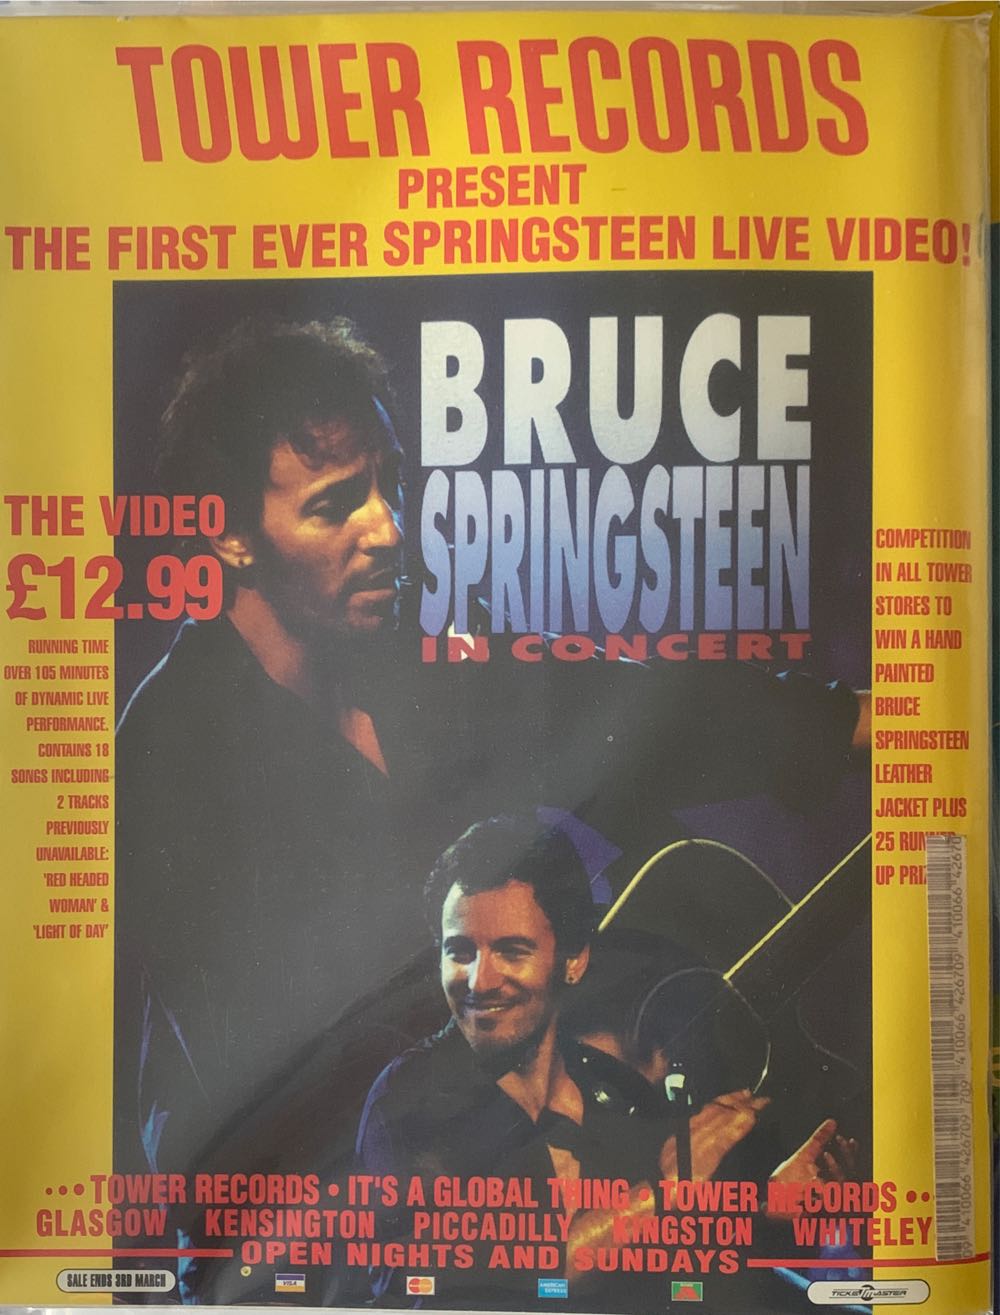 TOWER RECORDS
PRESENT
THE FIRST EVER SPRINGSTEEN LIVE VIDEO!
BRUCE
SPRINGSTEEN
IN CONCERT
THE VIDEO
£12.99
RUNNING TIME
OVER 105 MINUTES
OF DYNAMIC LIVE
PERFORMANCE.
CONTAINS 18
SONGS INCLUDING
2 TRACKS
PREVIOUSLY
UNAVAILABLE:
'RED HEADED
WOMAN' &
'LIGHT OF DAY'
COMPETITION
IN ALL TOWER
STORES TO
WIN A HAND
PAINTED
BRUCE
SPRINGSTEEN
LEATHER
JACKET PLUS
25
UP
410066 426709
•••TOWER RECORDS • IT'S A GLOBAL THING • TOWER RECORDS ••
GLASGOW KENSINGTON PICCADILLY KINGSTON WHITELEY
OPEN NIGHTS AND SUNDAYS
SALE ENDS 3RD MARCH
VISA
MasterCard
AMERICAN EXPRESS
TICKETMASTER